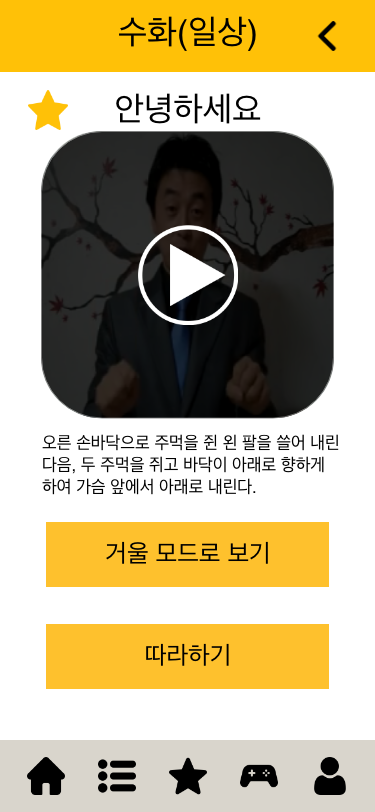 수화(일상)
안녕하세요
오른 손바닥으로 주먹을 쥔 왼 팔을 쓸어 내린
다음, 두 주먹을 쥐고 바닥이 아래로 향하게
하여 가슴 앞에서 아래로 내린다.
거울 모드로 보기
따라하기